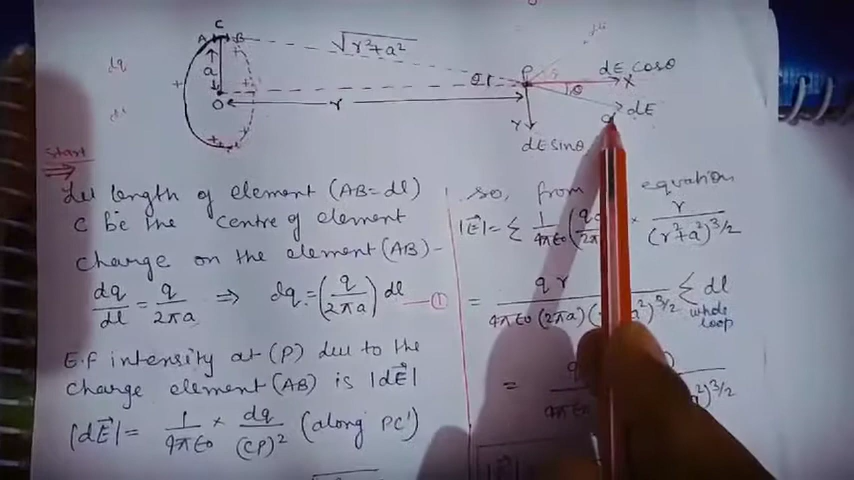 C
A B
a
O
r
√r²+a²
P
θ
dE cosθ
X
θ
dE
Y
dE sinθ
dq
Start
Let length of element (AB=dl)
C be the centre of element
charge on the element (AB) –
dq/dl = q/2πa ⇒ dq = (q/2πa) dl —①
E.f intensity at (P) due to the
charge element (AB) is |dE⃗|
|dE⃗| = 1/4πε₀ × dq/(CP)² (along PC')
so, from equation
|E⃗| = Σ 1/4πε₀ × r/(r²+a²)^3/2
= q r/4πε₀ (2πa) Σ dl
whole
loop
=